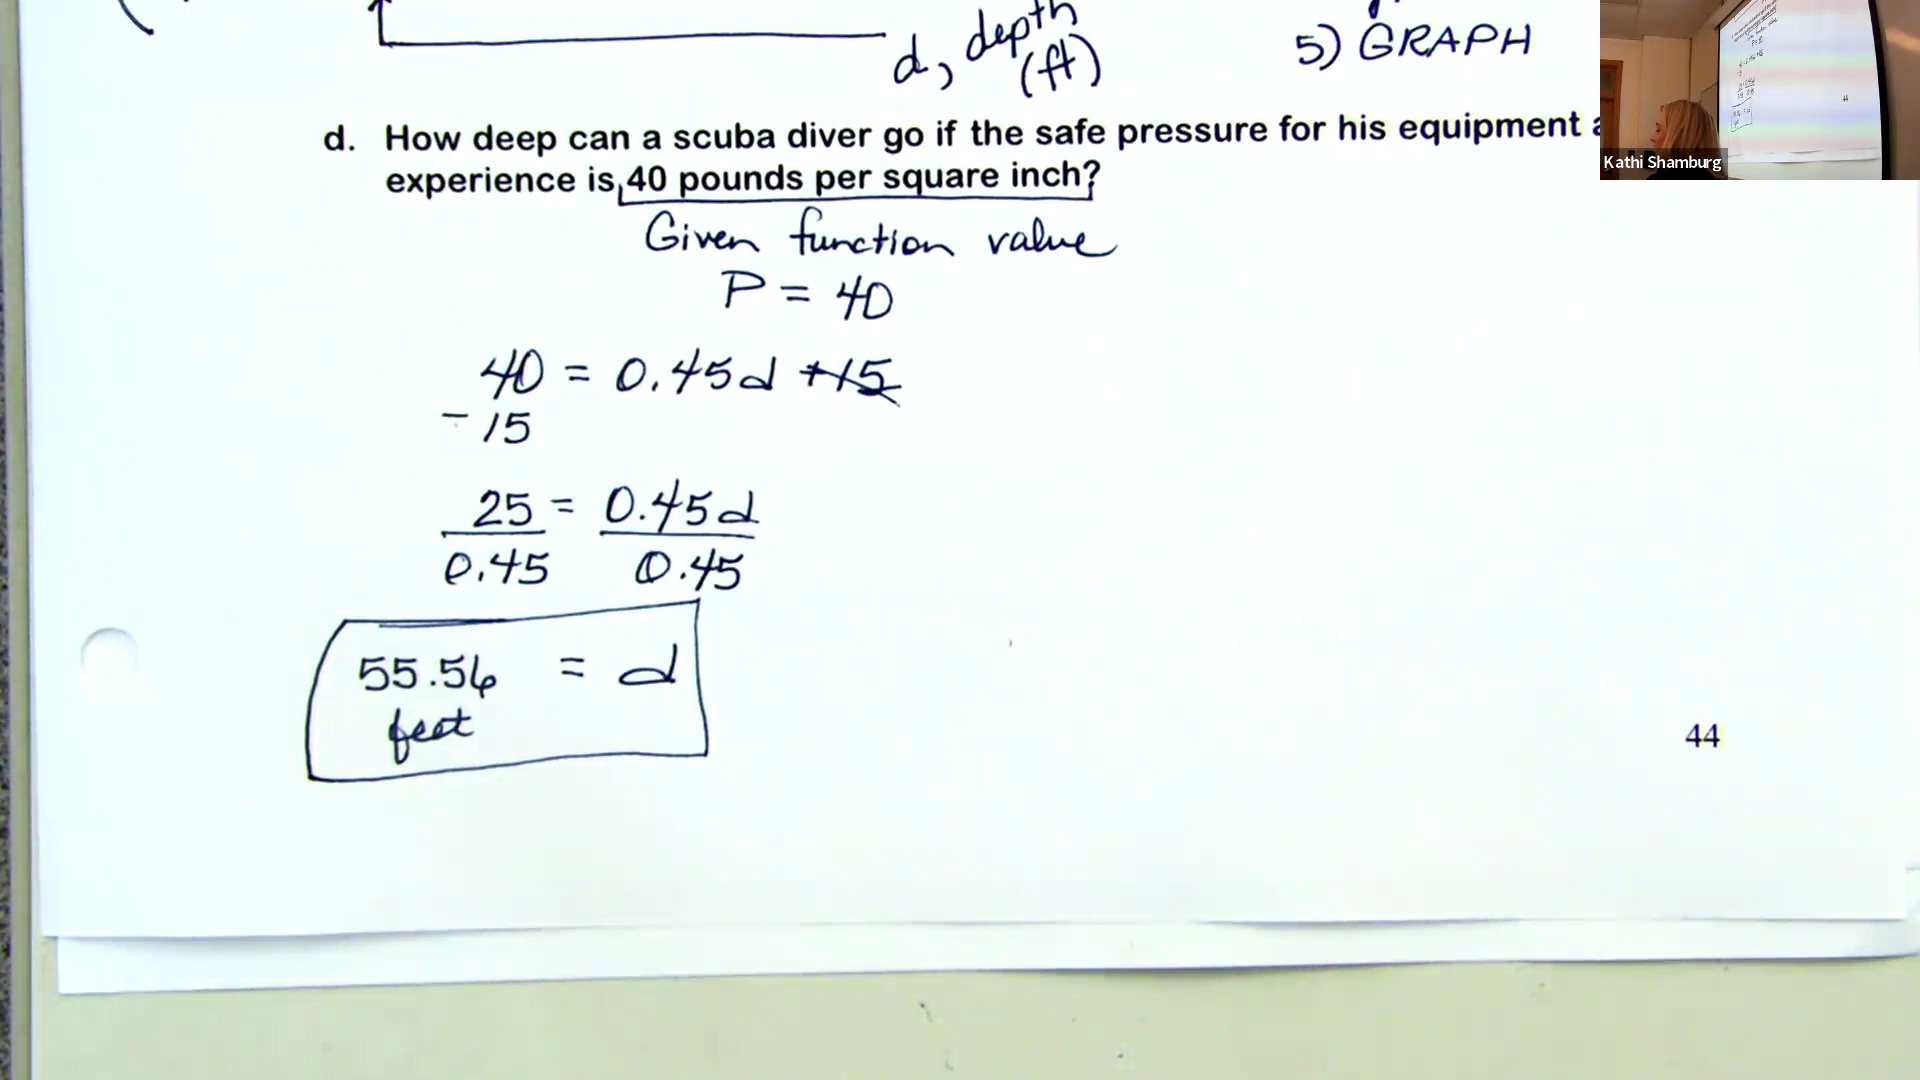 d, depth
(ft)
5) GRAPH
d. How deep can a scuba diver go if the safe pressure for his equipment
experience is 40 pounds per square inch?
Given function value
P = 40
40 = 0.45d +15
- 15
25 = 0.45d
0.45 0.45
55.56 = d
feet
44
Kathi Shamburg